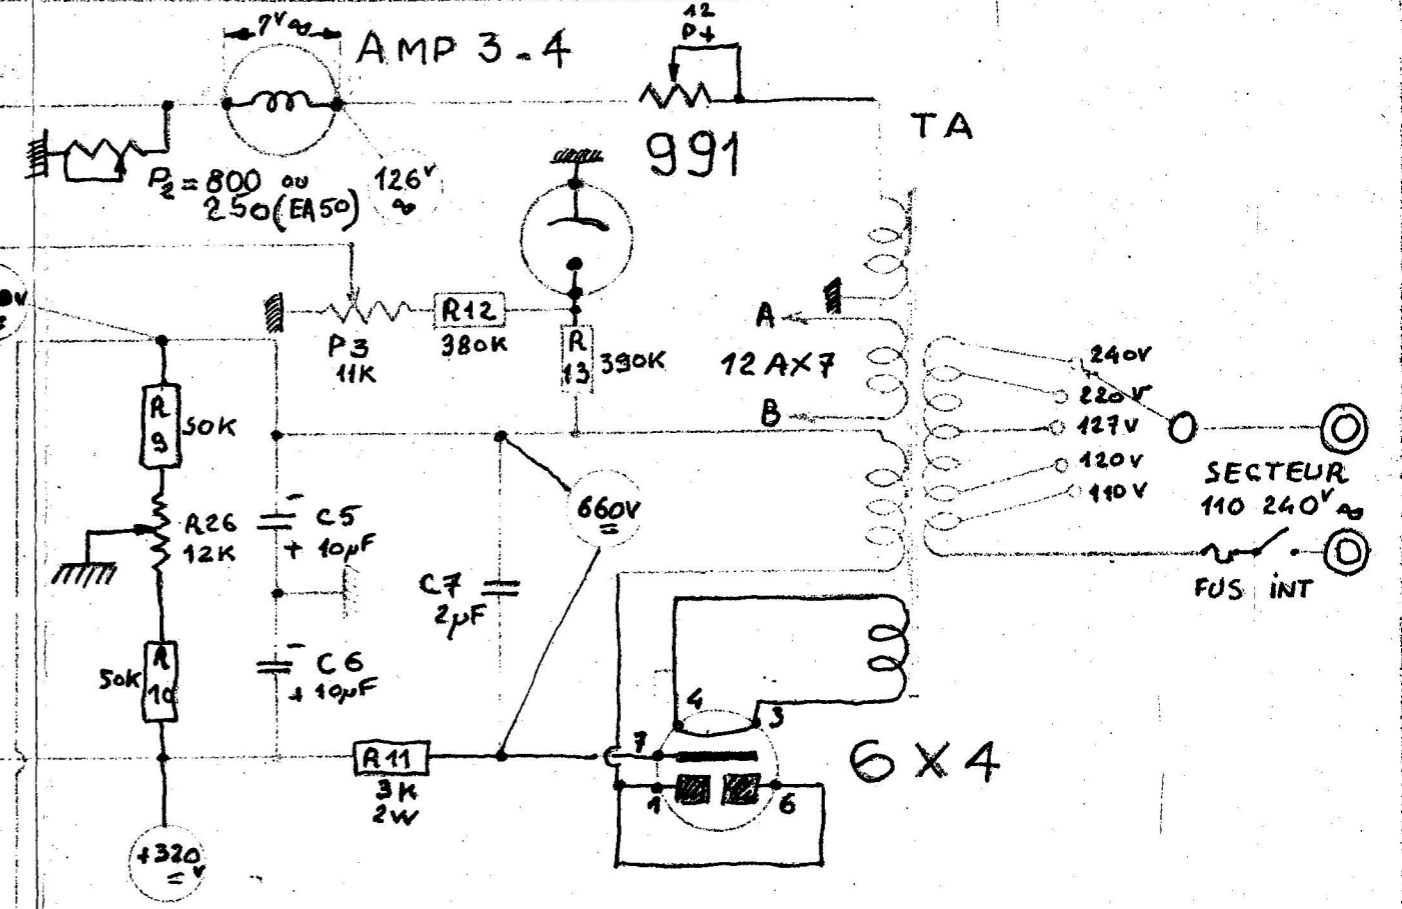 7V ∾
AMP 3-4
12
P+
TA
991
P2 = 800 ou
250 (EA50)
126V
∾
V
R12
380K
P3
11K
R
13
390K
A
12AX7
B
240V
220V
127V
120V
110V
SECTEUR
110 240V ∾
FUS INT
R
9
50K
R26
12K
- C5
+ 10µF
660V
=
C7
2µF
- C6
+ 10µF
50K
R
10
4
3
7
1
6
6X4
R11
3K
2W
+320V
=